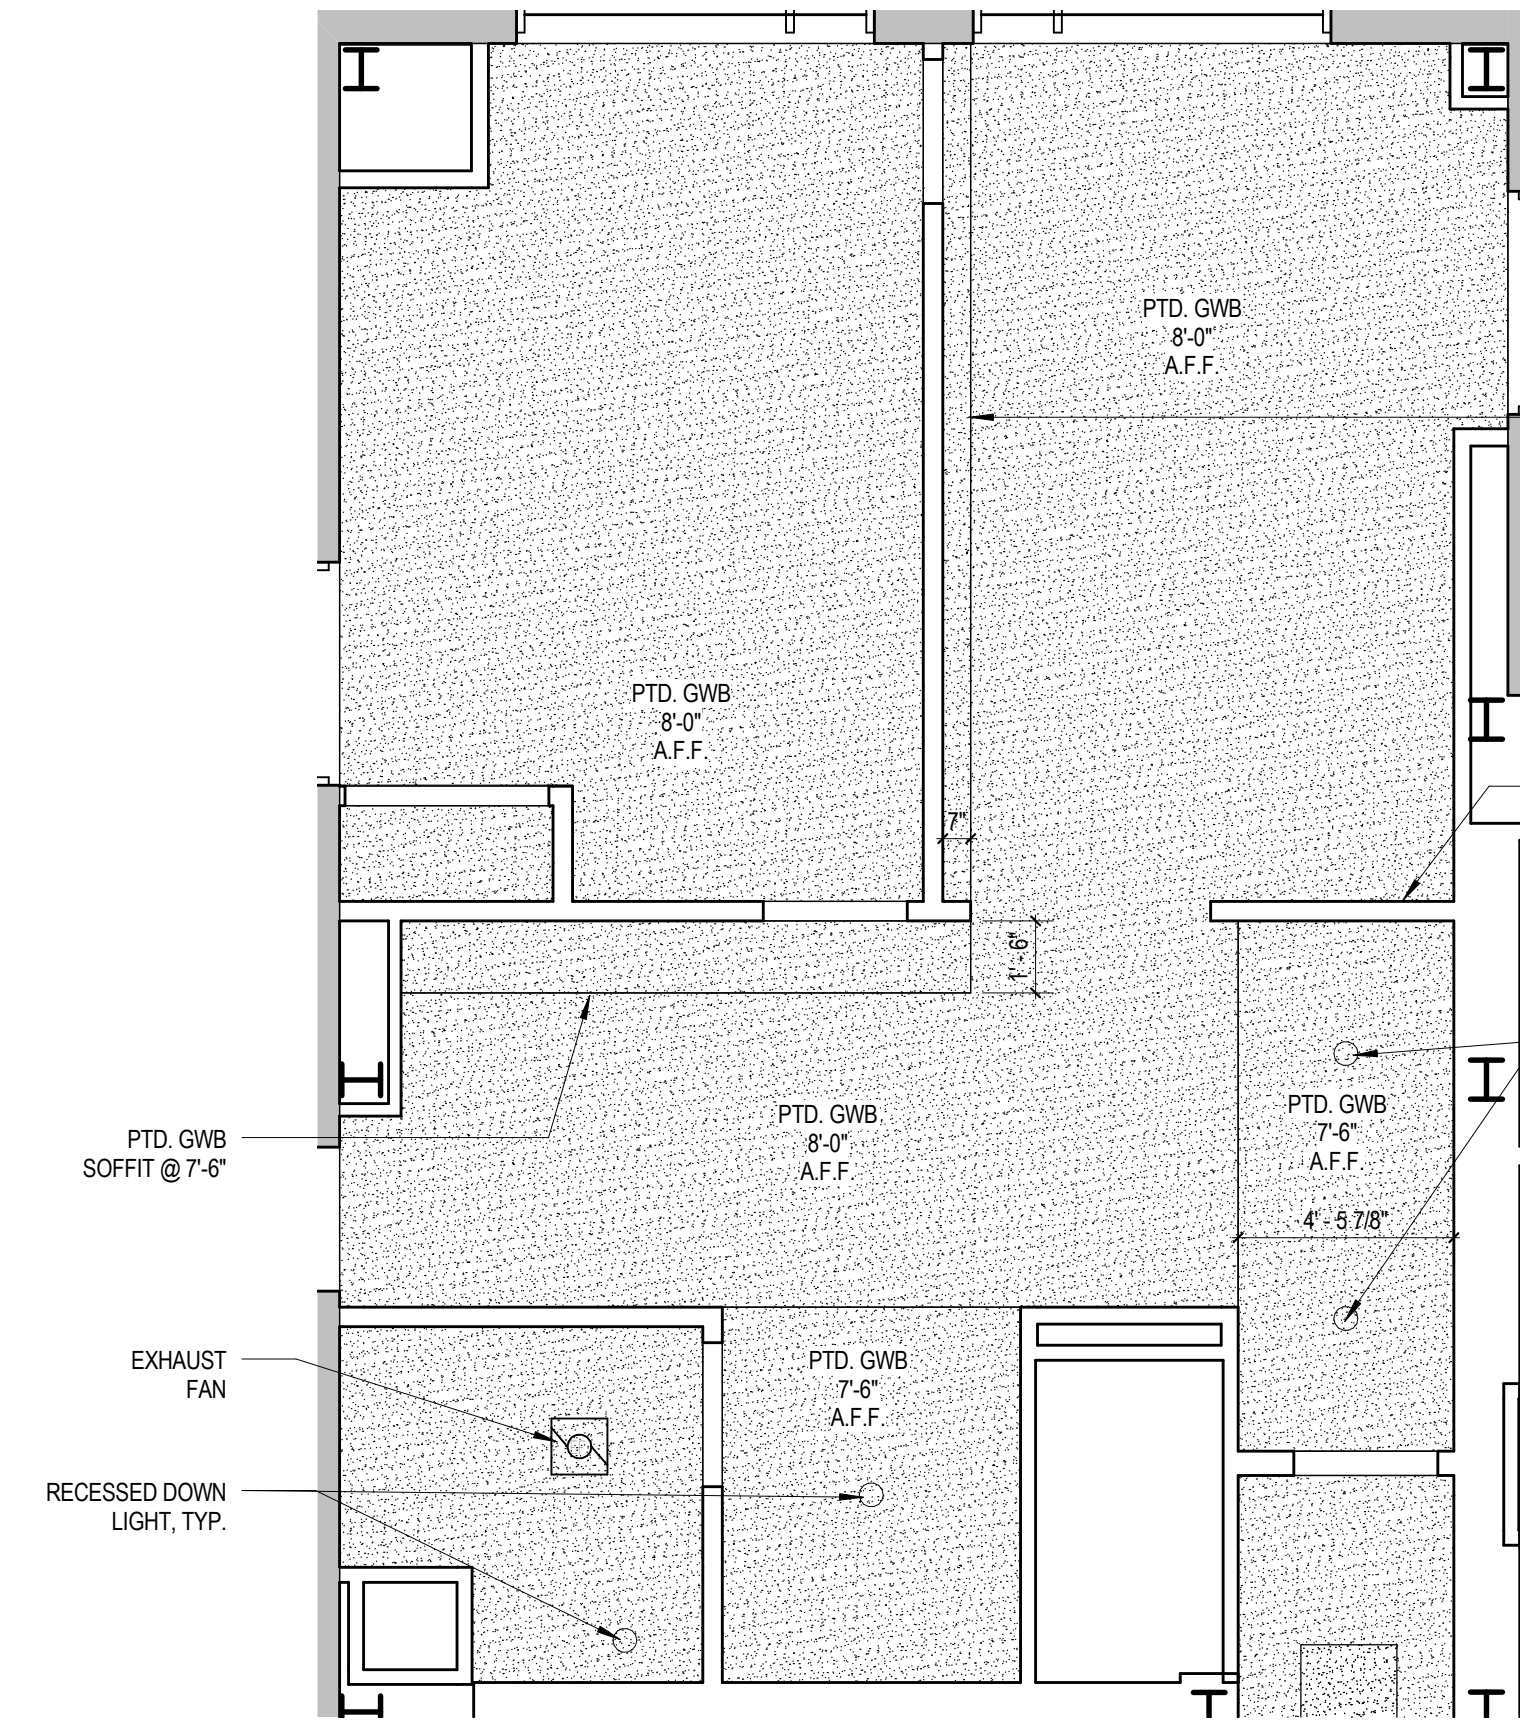 PTD. GWB
8'-0"
A.F.F.
PTD. GWB
8'-0"
A.F.F.
7"
1' - 6"
PTD. GWB
8'-0"
A.F.F.
PTD. GWB
7'-6"
A.F.F.
PTD. GWB
SOFFIT @ 7'-6"
4' - 5 7/8"
EXHAUST
FAN
PTD. GWB
7'-6"
A.F.F.
RECESSED DOWN
LIGHT, TYP.